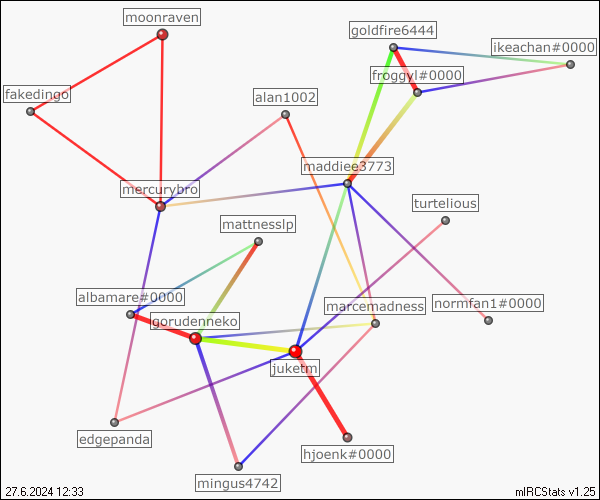 moonraven
goldfire6444
ikeachan#0000
froggyl#0000
fakedingo
alan1002
maddiee3773
mercurybro
turtelious
mattnesslp
albamare#0000
normfan1#0000
marcemadness
gorudenneko
juketm
edgepanda
hjoenk#0000
mingus4742
27.6.2024 12:33
mIRCStats v1.25